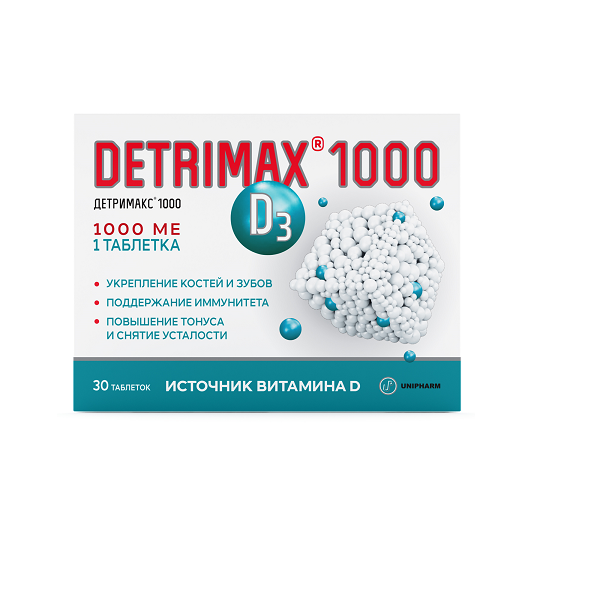 DETRIMAX® 1000
ДЕТРИМАКС® 1000
D3
1000 МЕ
1 ТАБЛЕТКА
• УКРЕПЛЕНИЕ КОСТЕЙ И ЗУБОВ
• ПОДДЕРЖАНИЕ ИММУНИТЕТА
• ПОВЫШЕНИЕ ТОНУСА
И СНЯТИЕ УСТАЛОСТИ
30 ТАБЛЕТОК ИСТОЧНИК ВИТАМИНА D UNIPHARM